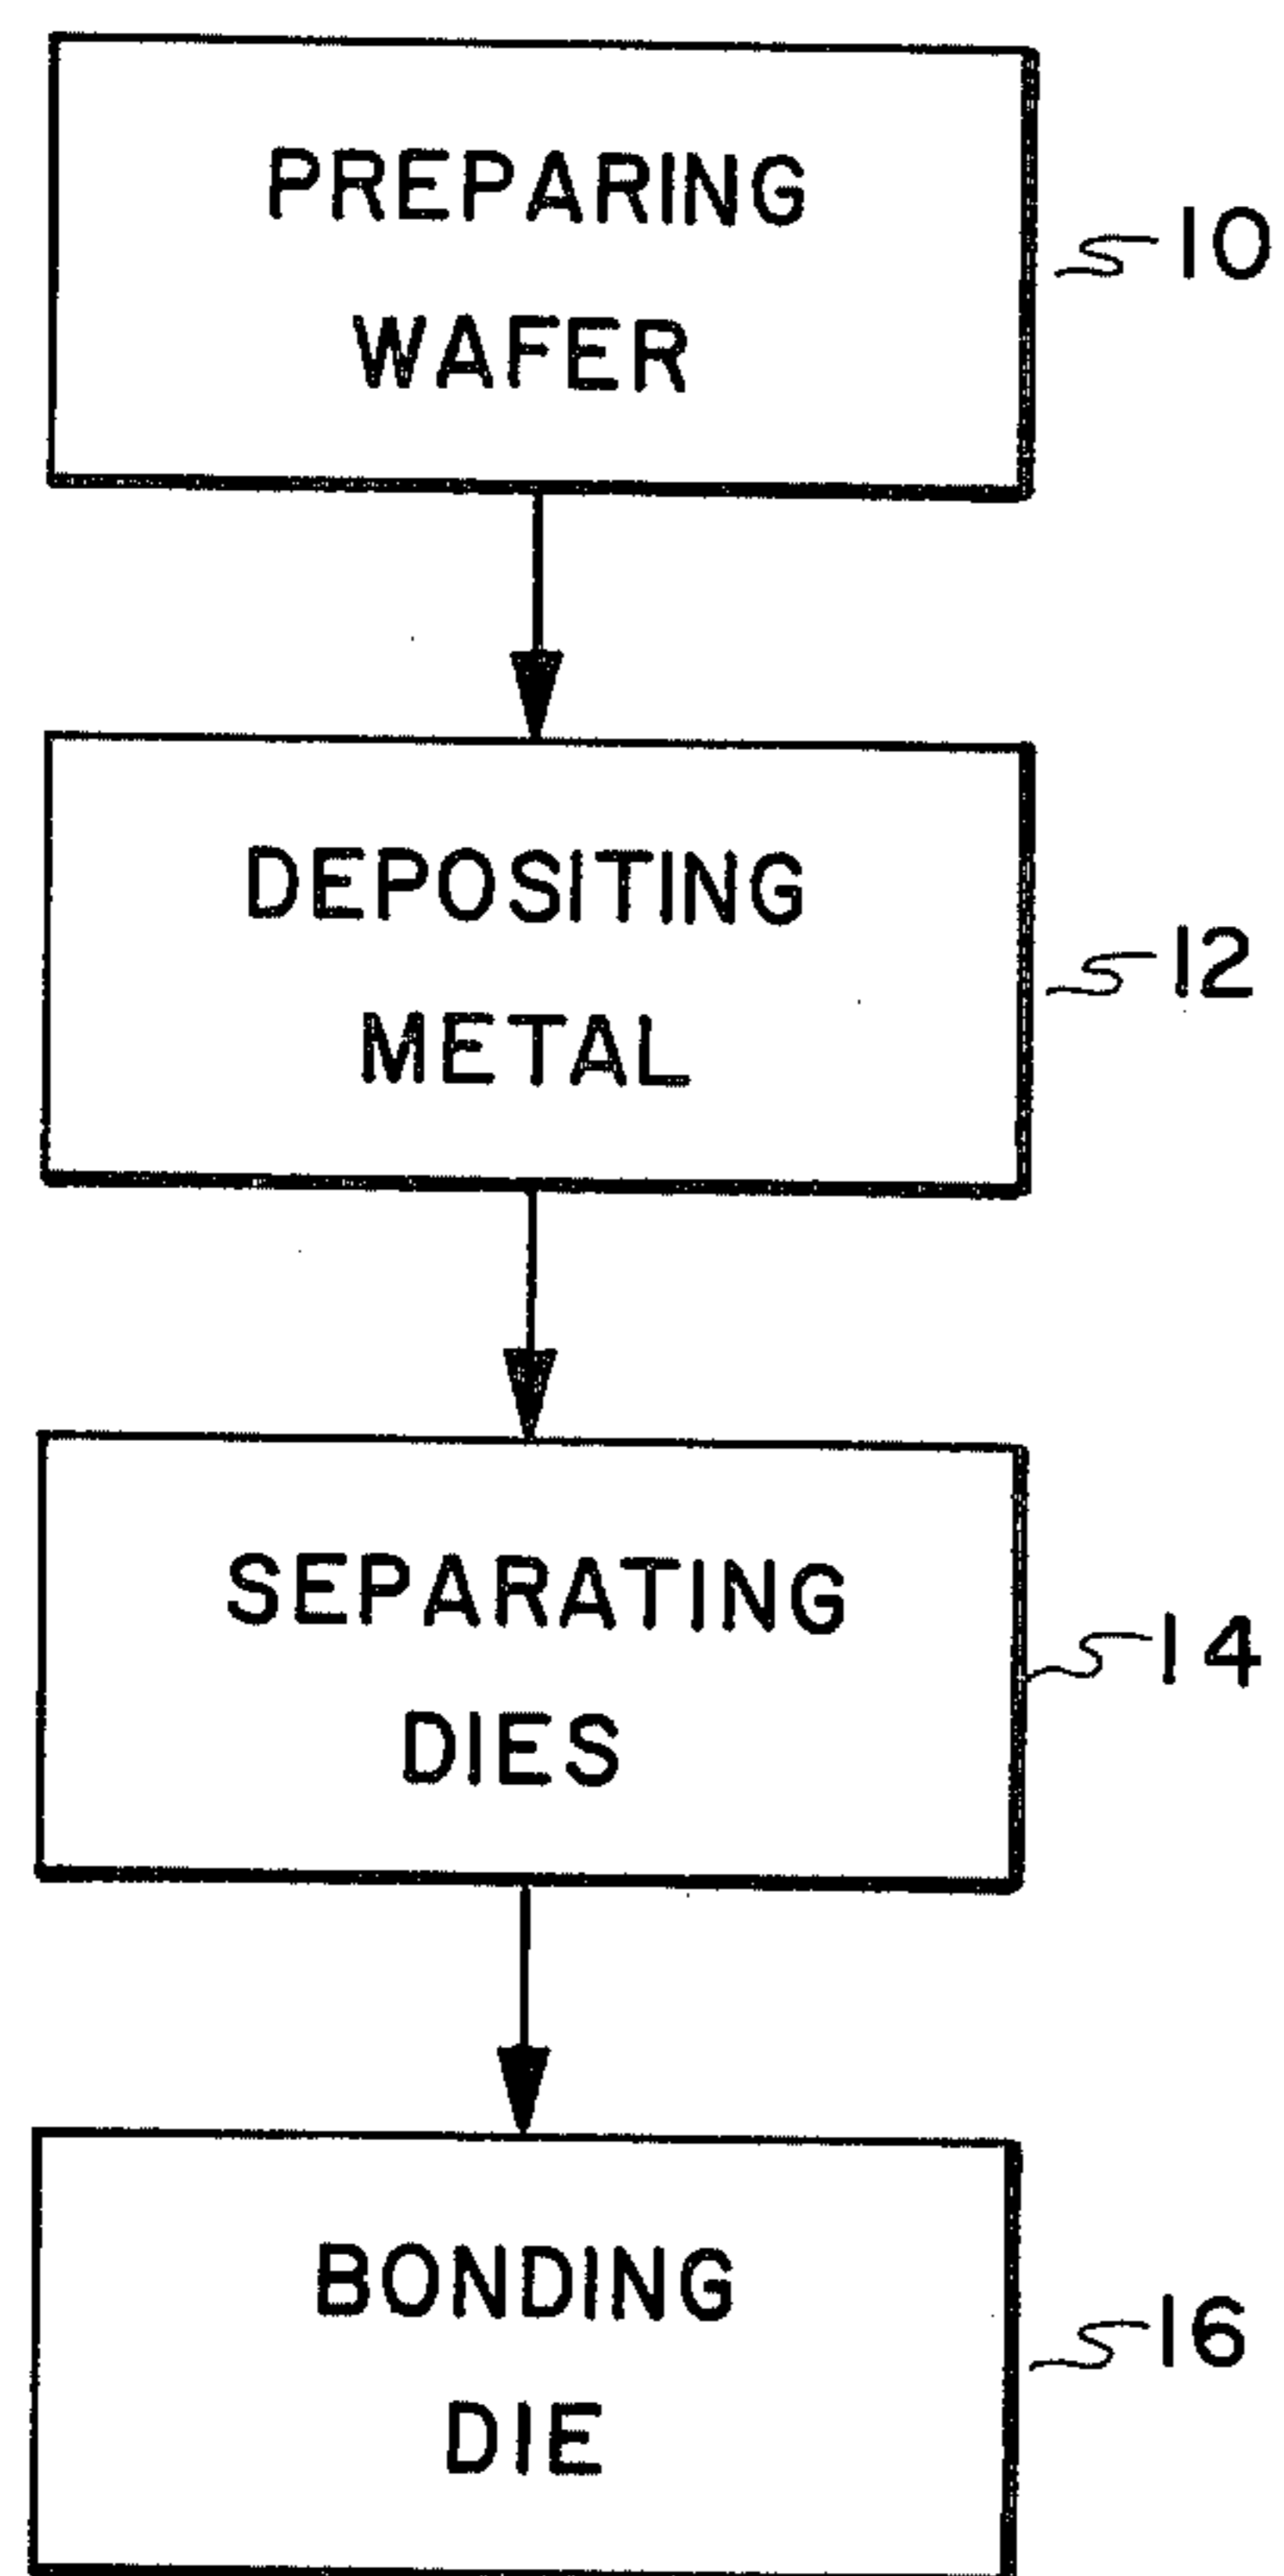 PREPARING
WAFER
10
DEPOSITING
METAL
12
SEPARATING
DIES
14
BONDING
DIE
16